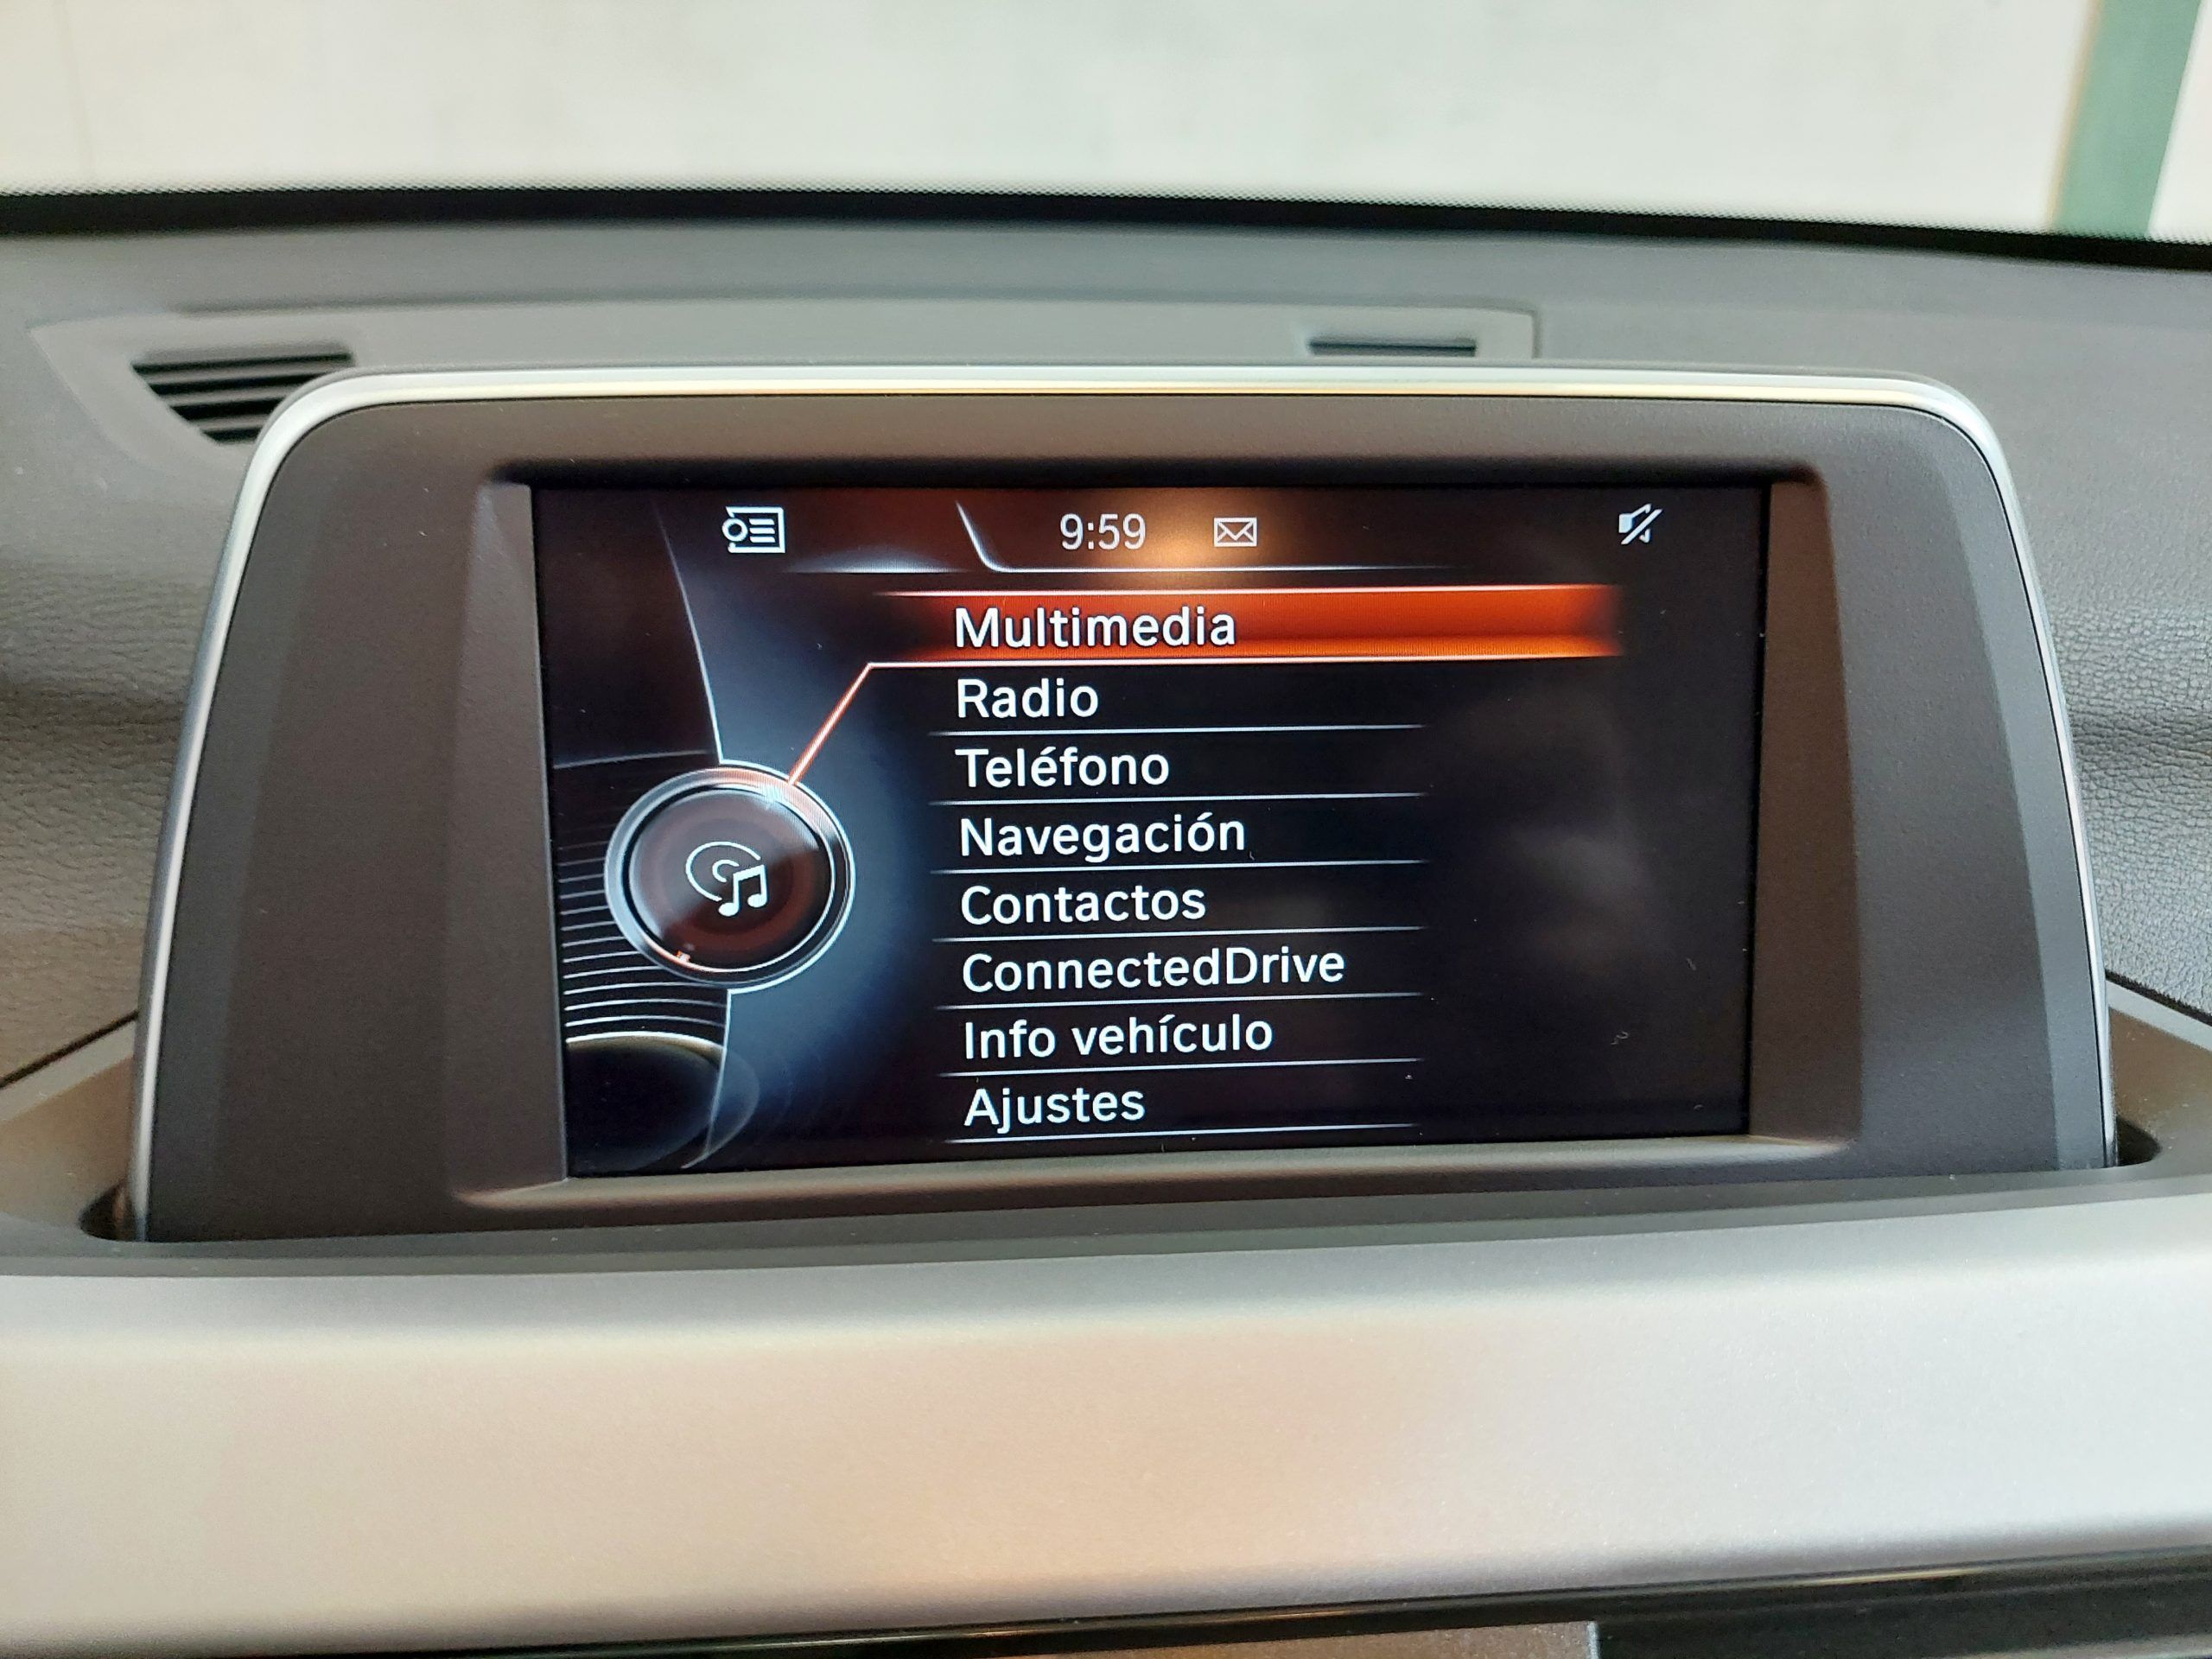 9:59
Multimedia
Radio
Teléfono
Navegación
Contactos
ConnectedDrive
Info vehículo
Ajustes